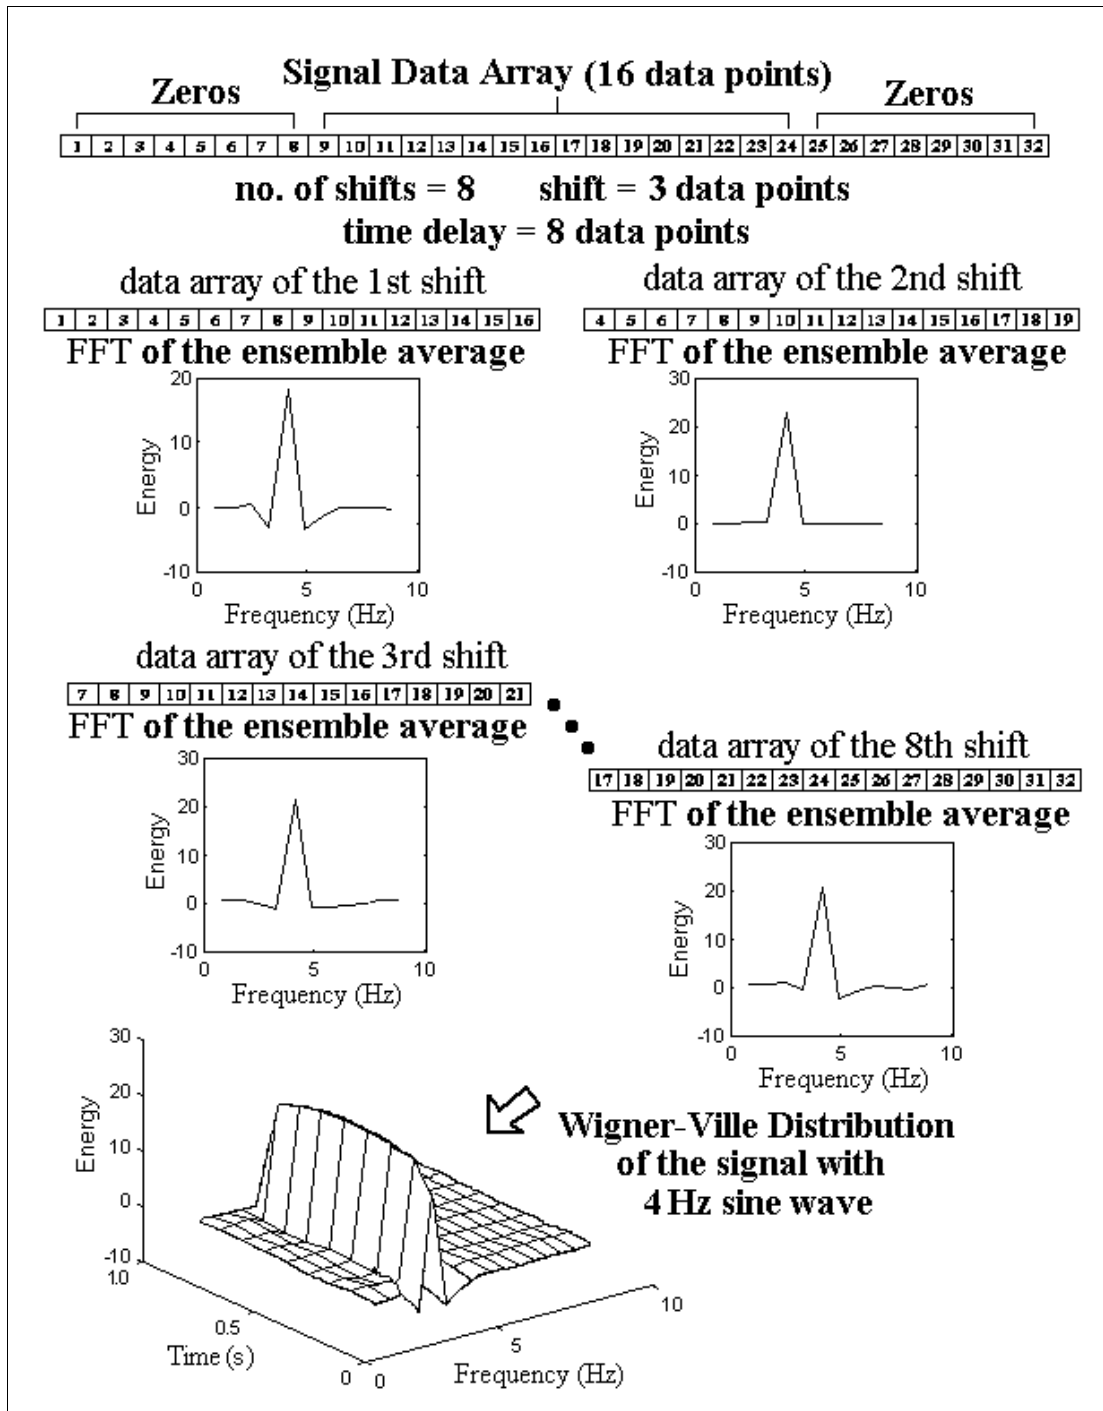 Signal Data Array (16 data points)
Zeros
Zeros
1 2 3 4 5 6 7 8 9 10 11 12 13 14 15 16 17 18 19 20 21 22 23 24 25 26 27 28 29 30 31 32
no. of shifts = 8 shift = 3 data points
time delay = 8 data points
data array of the 1st shift
1 2 3 4 5 6 7 8 9 10 11 12 13 14 15 16
FFT of the ensemble average
20
10
0
-10
Energy
0 5 10
Frequency (Hz)
data array of the 2nd shift
4 5 6 7 8 9 10 11 12 13 14 15 16 17 18 19
FFT of the ensemble average
30
20
10
0
-10
Energy
0 5 10
Frequency (Hz)
data array of the 3rd shift
7 8 9 10 11 12 13 14 15 16 17 18 19 20 21
FFT of the ensemble average
30
20
10
0
-10
Energy
0 5 10
Frequency (Hz)
data array of the 8th shift
17 18 19 20 21 22 23 24 25 26 27 28 29 30 31 32
FFT of the ensemble average
30
20
10
0
-10
Energy
0 5 10
Frequency (Hz)
30
20
10
0
-10
Energy
1.0
0.5
0
Time (s)
0
5
10
Frequency (Hz)
Wigner-Ville Distribution
of the signal with
4 Hz sine wave